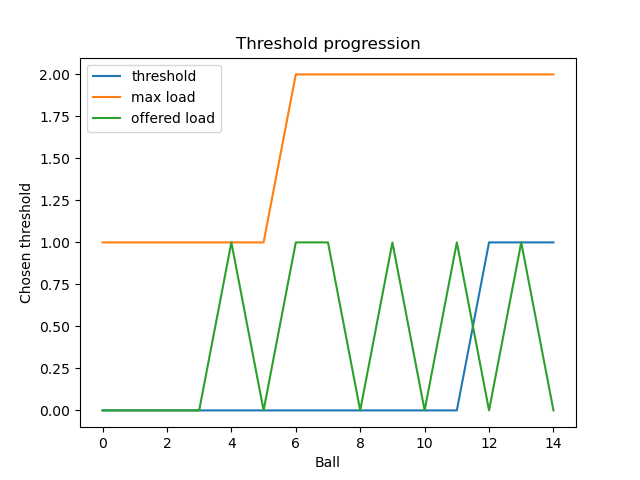 Threshold progression
threshold
max load
offered load
2.00
1.75
1.50
1.25
1.00
0.75
0.50
0.25
0.00
Chosen threshold
0 2 4 6 8 10 12 14
Ball